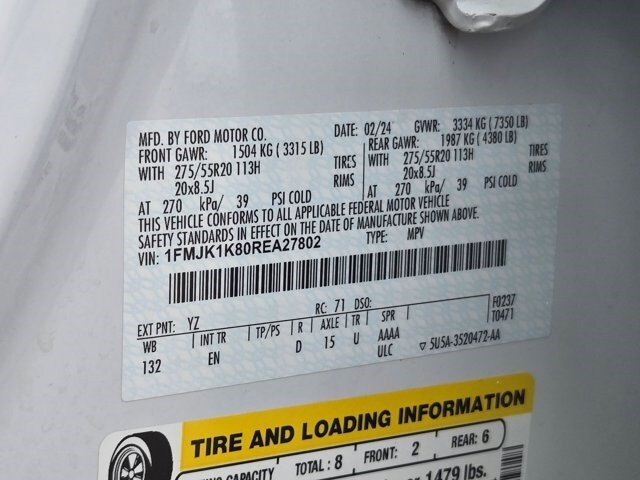 MFD. BY FORD MOTOR CO. DATE: 02/24 GVWR: 3334 KG ( 7350 LB)
FRONT GAWR: 1504 KG ( 3315 LB) REAR GAWR: 1987 KG ( 4380 LB)
WITH 275/55R20 113H TIRES WITH 275/55R20 113H TIRES
20x8.5J RIMS 20x8.5J RIMS
AT 270 kPa/ 39 PSI COLD AT 270 kPa/ 39 PSI COLD
THIS VEHICLE CONFORMS TO ALL APPLICABLE FEDERAL MOTOR VEHICLE
SAFETY STANDARDS IN EFFECT ON THE DATE OF MANUFACTURE SHOWN ABOVE.
VIN: 1FMJK1K80REA27802 TYPE: MPV
EXT PNT: YZ RC: 71 DSO: F0237
WB INT TR TP/PS R AXLE TR SPR T0471
132 EN D 15 U AAAA
ULC ▽ 5U5A-3520472-AA
TIRE AND LOADING INFORMATION
CAPACITY TOTAL : 8 FRONT: 2 REAR: 6
1479 lbs.